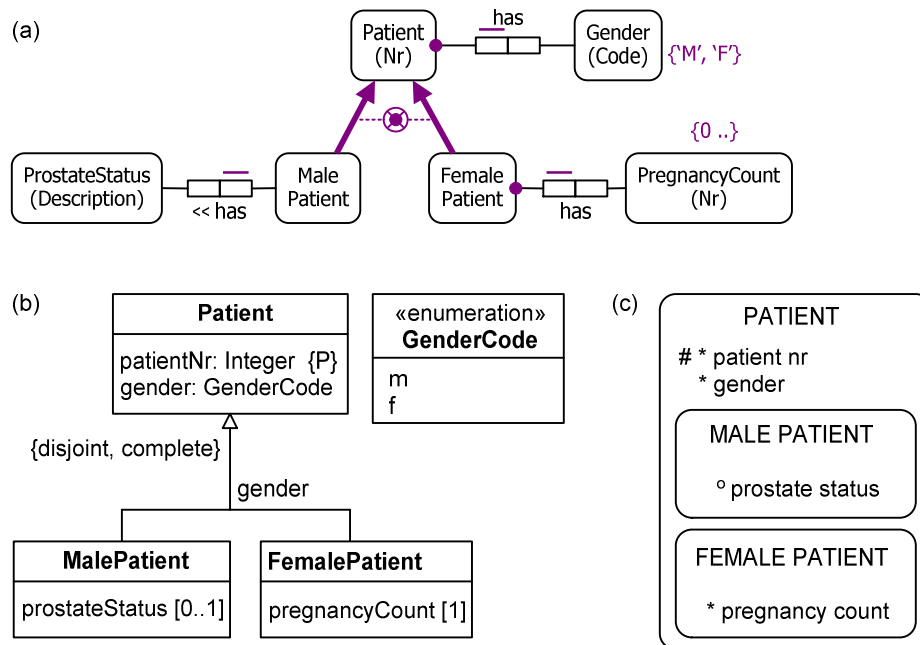 (a)
Patient
(Nr)
has
Gender
(Code)
{‘M’, ‘F’}
ProstateStatus
(Description)
<< has
Male
Patient
Female
Patient
has
{0 ..}
PregnancyCount
(Nr)
(b)
Patient
patientNr: Integer {P}
gender: GenderCode
{disjoint, complete}
gender
MalePatient
prostateStatus [0..1]
FemalePatient
pregnancyCount [1]
«enumeration»
GenderCode
m
f
(c)
PATIENT
# * patient nr
* gender
MALE PATIENT
o prostate status
FEMALE PATIENT
* pregnancy count